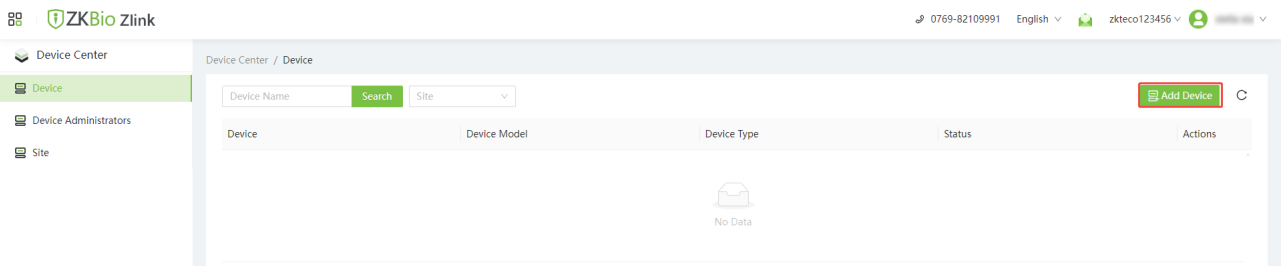 ZKBio Zlink
0769-82109991 English zkteco123456
Device Center
Device Center / Device
Device
Device Name Search Site Add Device
Device Administrators
Device Device Model Device Type Status Actions
Site
No Data